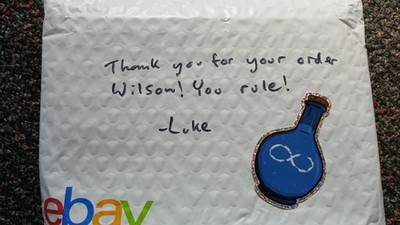 Thank you for your order
Wilson! You rule!
-Luke
ebay